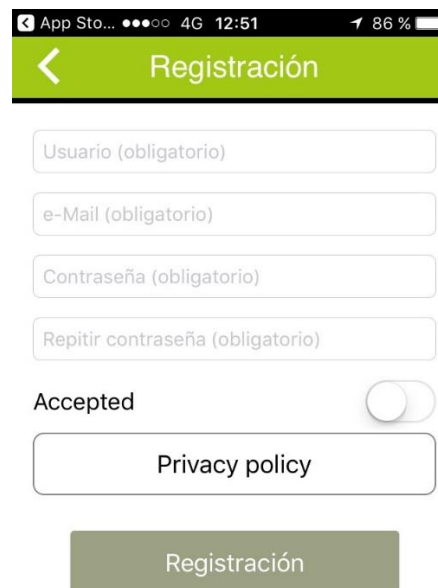 App Sto... 4G 12:51 86 %
Registración
Usuario (obligatorio)
e-Mail (obligatorio)
Contraseña (obligatorio)
Repitir contraseña (obligatorio)
Accepted
Privacy policy
Registración